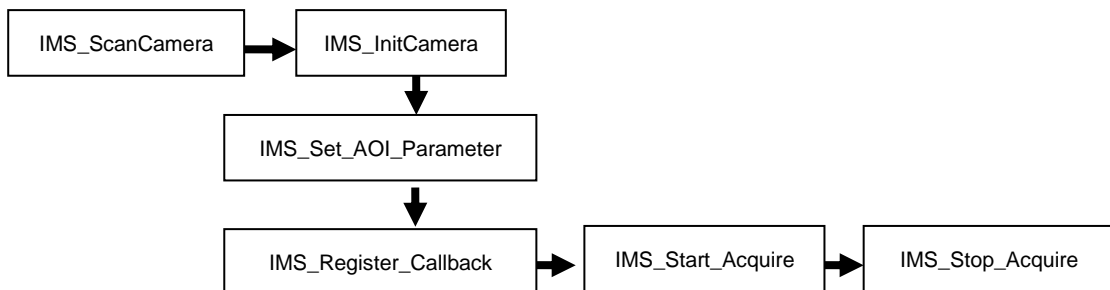 IMS_ScanCamera
IMS_InitCamera
IMS_Set_AOI_Parameter
IMS_Register_Callback
IMS_Start_Acquire
IMS_Stop_Acquire